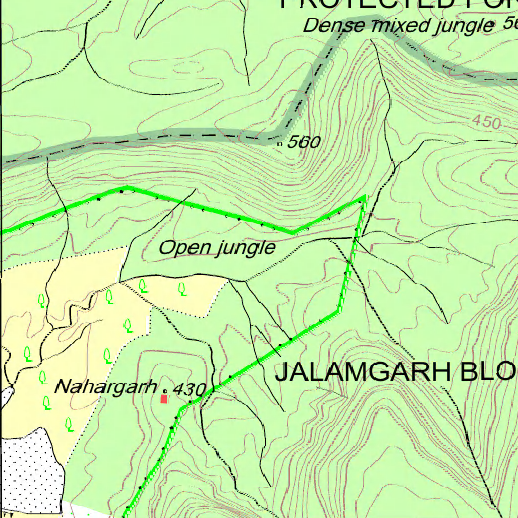 PROTECTED FOR
Dense mixed jungle
560
450
Open jungle
JALAMGARH BLO
Nahargarh 430